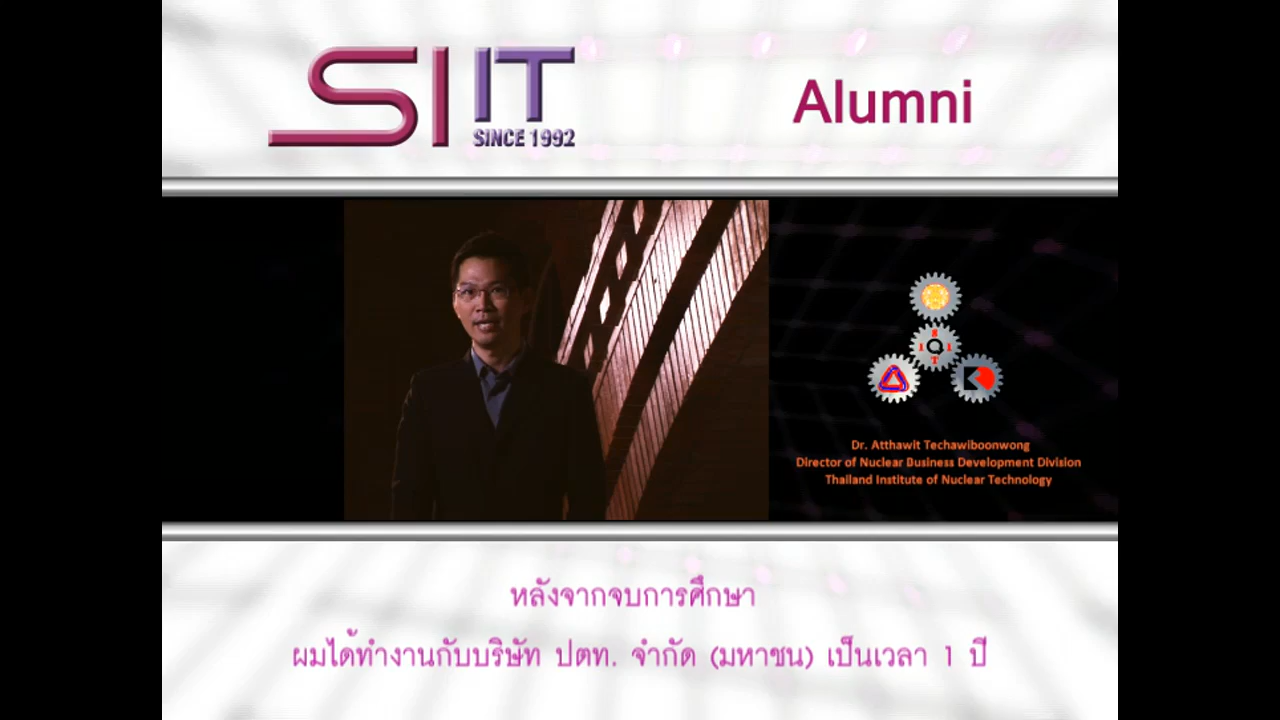 SIIT
SINCE 1992
Alumni
S
I Q I
T
Dr. Atthawit Techawiboonwong
Director of Nuclear Business Development Division
Thailand Institute of Nuclear Technology
หลังจากจบการศึกษา
ผมได้ทำงานกับบริษัท ปตท. จำกัด (มหาชน) เป็นเวลา 1 ปี